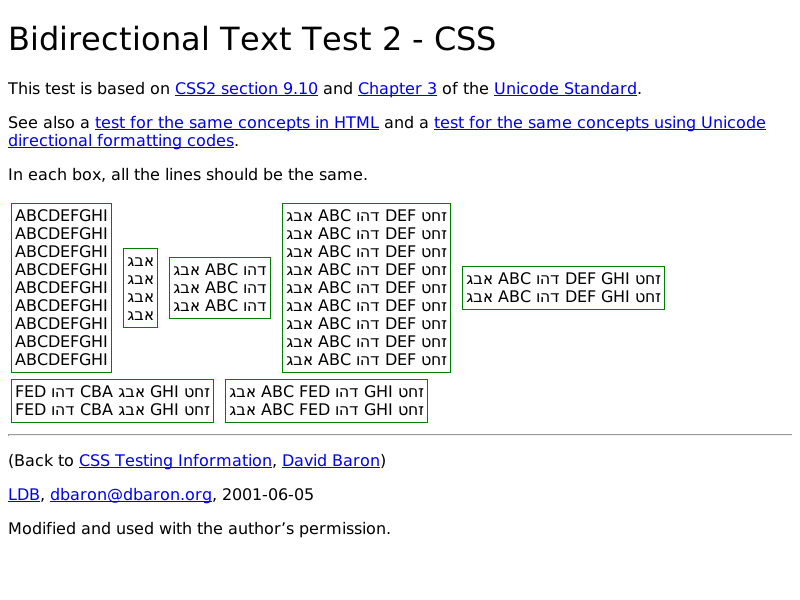 Bidirectional Text Test 2 - CSS
This test is based on CSS2 section 9.10 and Chapter 3 of the Unicode Standard.
See also a test for the same concepts in HTML and a test for the same concepts using Unicode
directional formatting codes.
In each box, all the lines should be the same.
ABCDEFGHI
ABCDEFGHI
ABCDEFGHI
ABCDEFGHI
ABCDEFGHI
ABCDEFGHI
ABCDEFGHI
ABCDEFGHI
ABCDEFGHI
אבג
אבג
אבג
אבג
אבג ABC דהו
אבג ABC דהו
אבג ABC דהו
אבג ABC דהו DEF זחט
אבג ABC דהו DEF זחט
אבג ABC דהו DEF זחט
אבג ABC דהו DEF זחט
אבג ABC דהו DEF זחט
אבג ABC דהו DEF זחט
אבג ABC דהו DEF זחט
אבג ABC דהו DEF זחט
אבג ABC דהו DEF זחט
אבג ABC דהו DEF GHI זחט
אבג ABC דהו DEF GHI זחט
FED דהו CBA אבג GHI זחט
FED דהו CBA אבג GHI זחט
אבג ABC FED דהו GHI זחט
אבג ABC FED דהו GHI זחט
(Back to CSS Testing Information, David Baron)
LDB, dbaron@dbaron.org, 2001-06-05
Modified and used with the author’s permission.